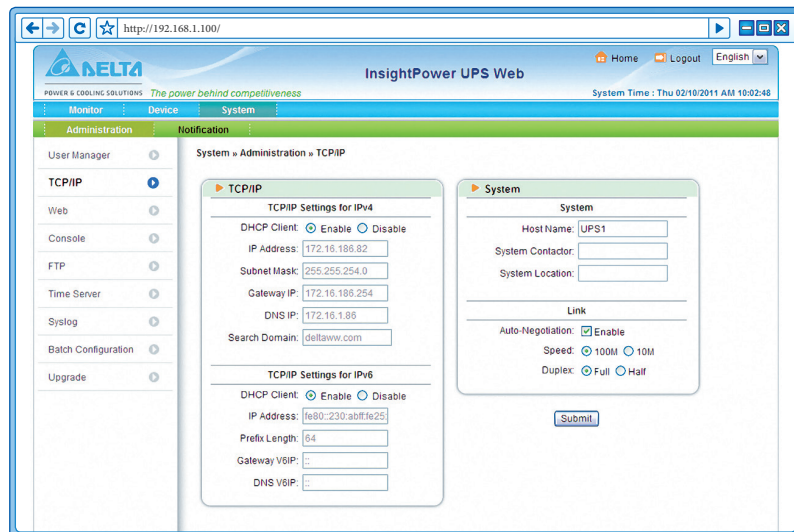 http://192.168.1.100/
DELTA
POWER & COOLING SOLUTIONS
The power behind competitiveness
InsightPower UPS Web
Home
Logout
English
System Time : Thu 02/10/2011 AM 10:02:48
Monitor
Device
System
Administration
Notification
User Manager
TCP/IP
Web
Console
FTP
Time Server
Syslog
Batch Configuration
Upgrade
System » Administration » TCP/IP
TCP/IP
TCP/IP Settings for IPv4
DHCP Client: Enable Disable
IP Address: 172.16.186.82
Subnet Mask: 255.255.254.0
Gateway IP: 172.16.186.254
DNS IP: 172.16.1.86
Search Domain: deltaww.com
TCP/IP Settings for IPv6
DHCP Client: Enable Disable
IP Address: fe80::230:abff:fe25:
Prefix Length: 64
Gateway V6IP: ::
DNS V6IP: ::
System
System
Host Name: UPS1
System Contactor:
System Location:
Link
Auto-Negotiation: Enable
Speed: 100M 10M
Duplex: Full Half
Submit